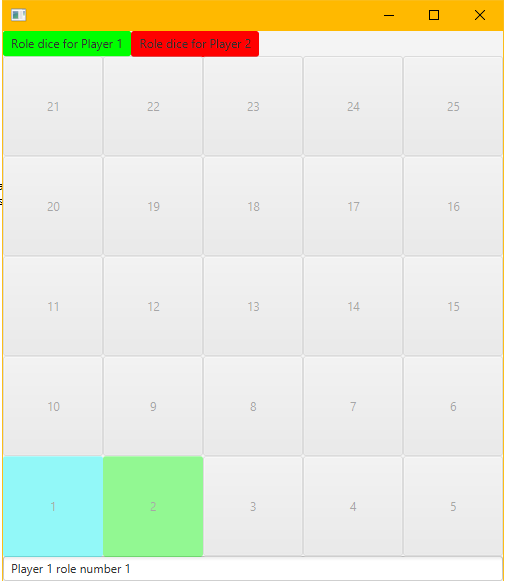 Role dice for Player 1 Role dice for Player 2
21 22 23 24 25
20 19 18 17 16
11 12 13 14 15
10 9 8 7 6
1 2 3 4 5
Player 1 role number 1